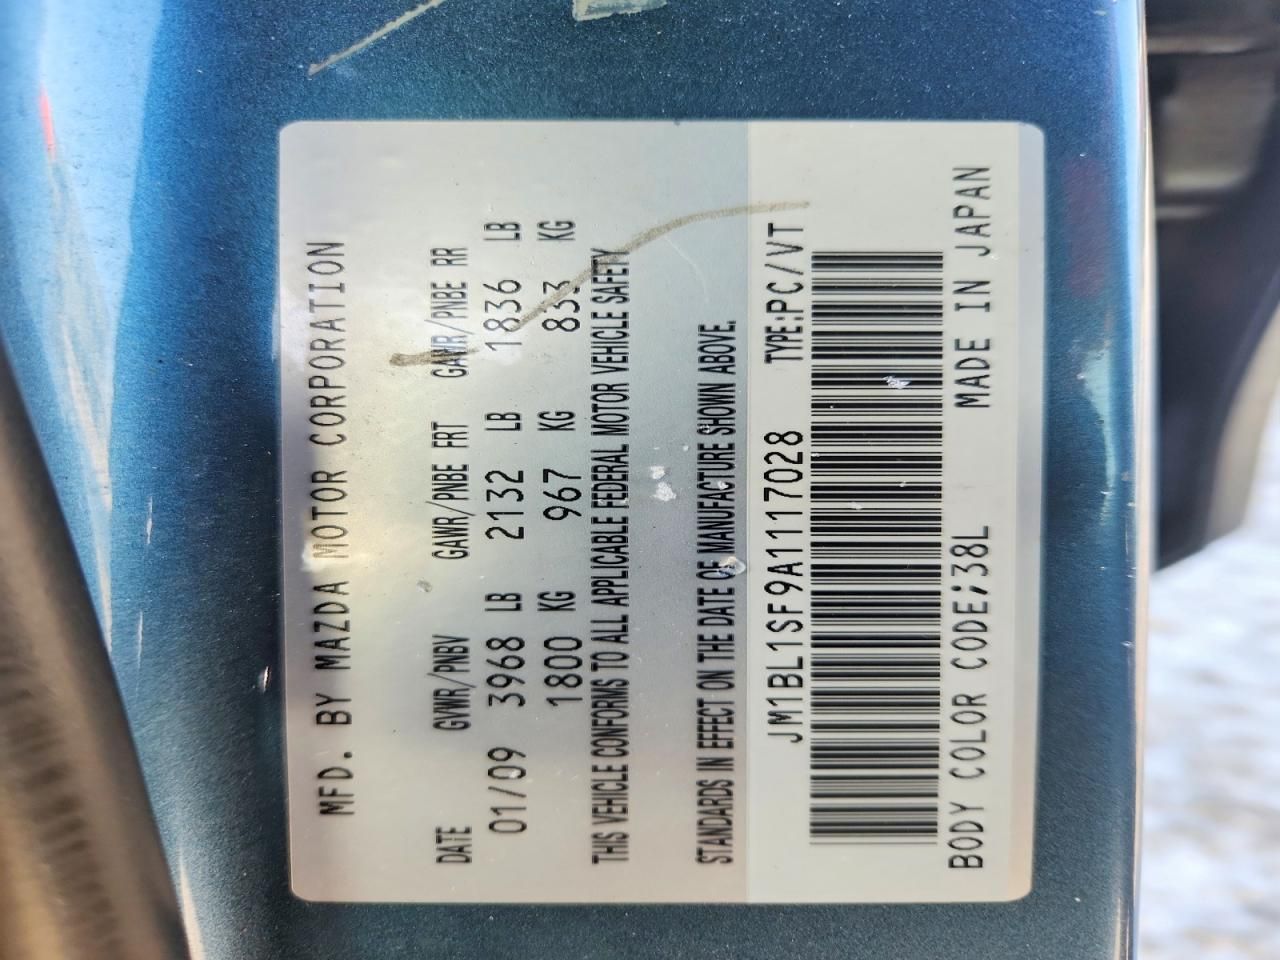 MFD. BY MAZDA MOTOR CORPORATION
DATE GVWR/PNBV GAWR/PNBE FRT GAWR/PNBE RR
01/09 3968 LB 2132 LB 1836 LB
1800 KG 967 KG 833 KG
THIS VEHICLE CONFORMS TO ALL APPLICABLE FEDERAL MOTOR VEHICLE SAFETY
STANDARDS IN EFFECT ON THE DATE OF MANUFACTURE SHOWN ABOVE.
JM1BL1SF9A1117028 TYPE:PC/VT
BODY COLOR CODE;38L MADE IN JAPAN